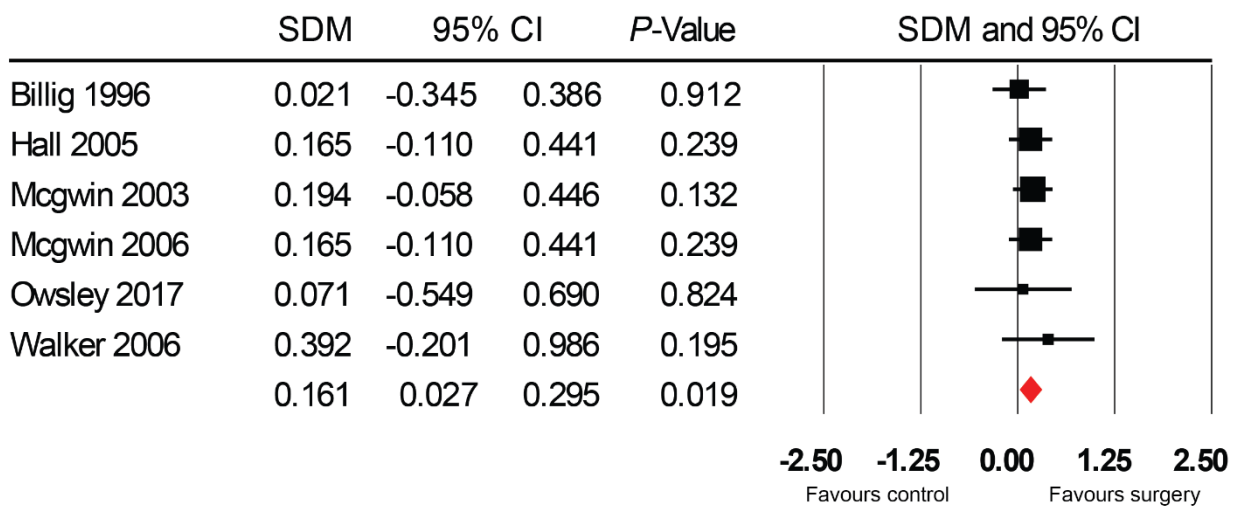 SDM 95% CI P-Value SDM and 95% CI
Billig 1996 0.021 -0.345 0.386 0.912
Hall 2005 0.165 -0.110 0.441 0.239
Mcgwin 2003 0.194 -0.058 0.446 0.132
Mcgwin 2006 0.165 -0.110 0.441 0.239
Owsley 2017 0.071 -0.549 0.690 0.824
Walker 2006 0.392 -0.201 0.986 0.195
0.161 0.027 0.295 0.019
-2.50 -1.25 0.00 1.25 2.50
Favours control Favours surgery